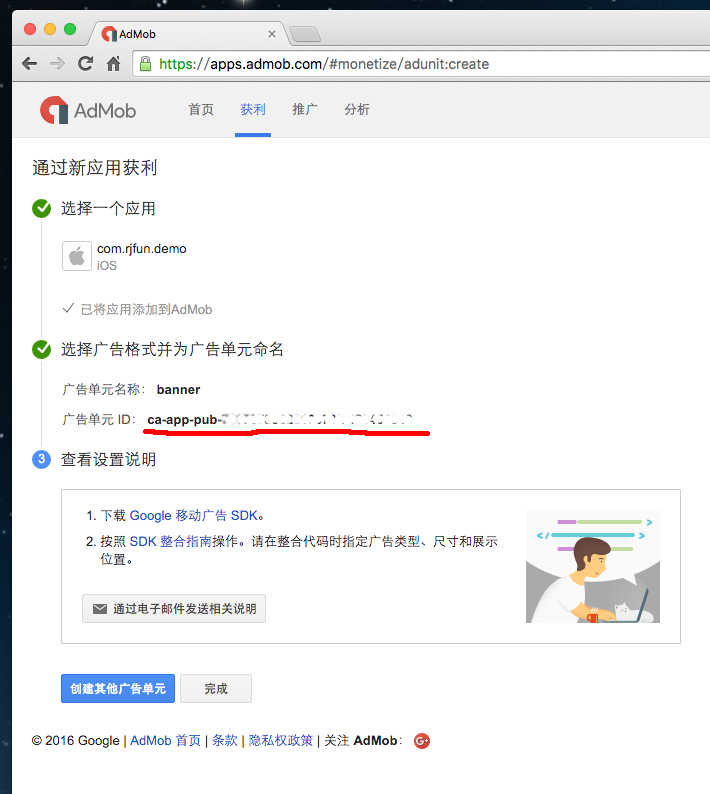 AdMob
https://apps.admob.com/#monetize/adunit:create
AdMob 首页 获利 推广 分析
通过新应用获利
选择一个应用
com.rjfun.demo
iOS
已将应用添加到AdMob
选择广告格式并为广告单元命名
广告单元名称： banner
广告单元 ID： ca-app-pub-
3 查看设置说明
1. 下载 Google 移动广告 SDK。
2. 按照 SDK 整合指南操作。请在整合代码时指定广告类型、尺寸和展示
位置。
通过电子邮件发送相关说明
创建其他广告单元 完成
© 2016 Google | AdMob 首页 | 条款 | 隐私权政策 | 关注 AdMob： G+